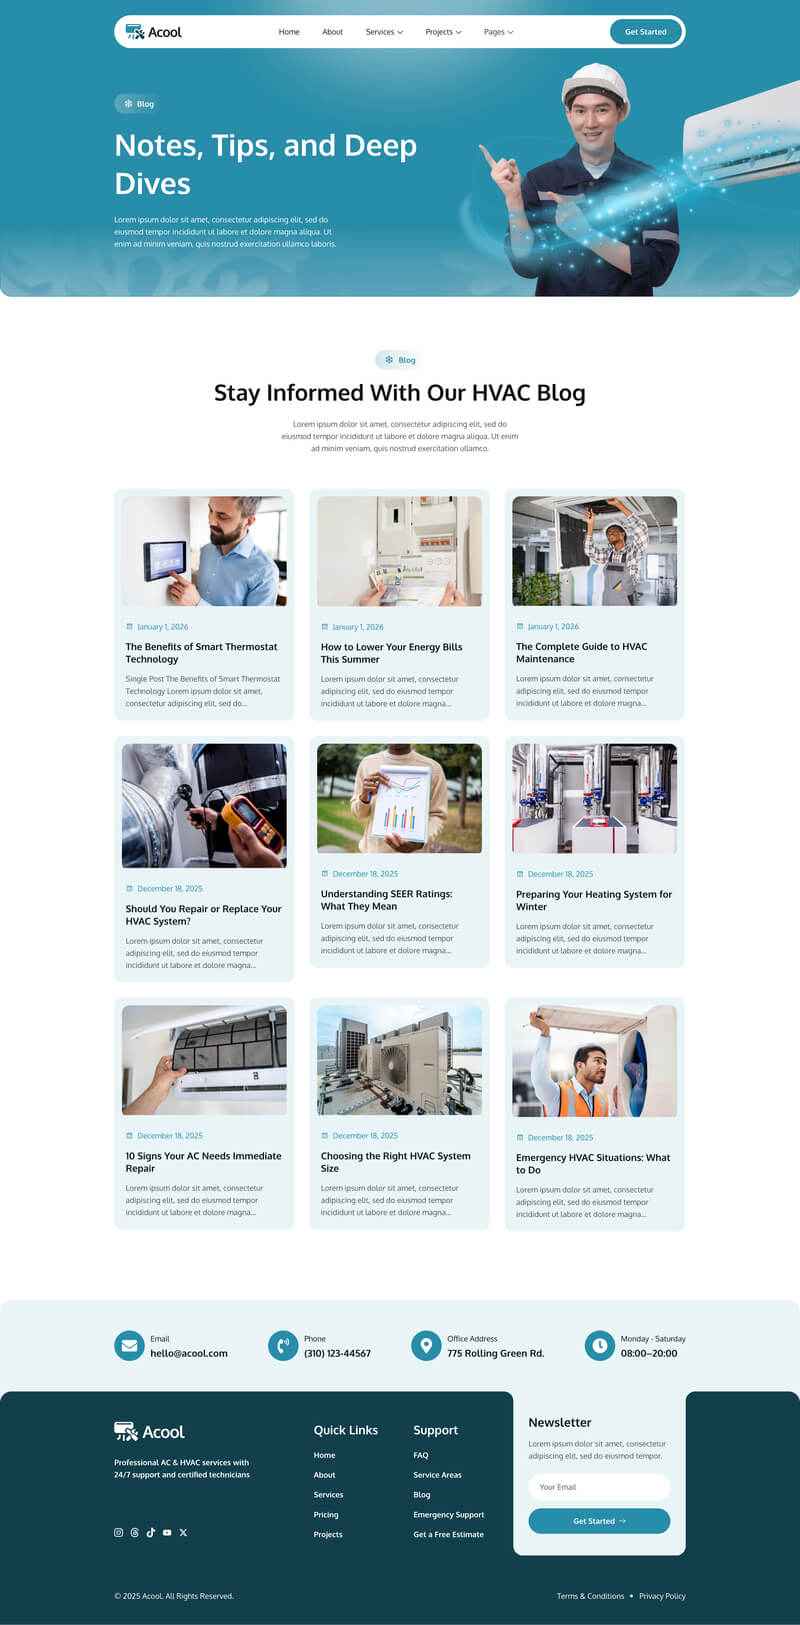 Acool
Home
About
Services
Projects
Pages
Get Started
Blog
Notes, Tips, and Deep
Dives
Lorem ipsum dolor sit amet, consectetur adipiscing elit, sed do
eiusmod tempor incididunt ut labore et dolore magna aliqua. Ut
enim ad minim veniam, quis nostrud exercitation ullamco laboris.
Blog
Stay Informed With Our HVAC Blog
Lorem ipsum dolor sit amet, consectetur adipiscing elit, sed do
eiusmod tempor incididunt ut labore et dolore magna aliqua. Ut enim
ad minim veniam, quis nostrud exercitation ullamco.
January 1, 2026
The Benefits of Smart Thermostat
Technology
Single Post The Benefits of Smart Thermostat
Technology Lorem ipsum dolor sit amet,
consectetur adipiscing elit, sed do...
January 1, 2026
How to Lower Your Energy Bills
This Summer
Lorem ipsum dolor sit amet, consectetur
adipiscing elit, sed do eiusmod tempor
incididunt ut labore et dolore magna...
January 1, 2026
The Complete Guide to HVAC
Maintenance
Lorem ipsum dolor sit amet, consectetur
adipiscing elit, sed do eiusmod tempor
incididunt ut labore et dolore magna...
December 18, 2025
Should You Repair or Replace Your
HVAC System?
Lorem ipsum dolor sit amet, consectetur
adipiscing elit, sed do eiusmod tempor
incididunt ut labore et dolore magna...
December 18, 2025
Understanding SEER Ratings:
What They Mean
Lorem ipsum dolor sit amet, consectetur
adipiscing elit, sed do eiusmod tempor
incididunt ut labore et dolore magna...
December 18, 2025
Preparing Your Heating System for
Winter
Lorem ipsum dolor sit amet, consectetur
adipiscing elit, sed do eiusmod tempor
incididunt ut labore et dolore magna...
December 18, 2025
10 Signs Your AC Needs Immediate
Repair
Lorem ipsum dolor sit amet, consectetur
adipiscing elit, sed do eiusmod tempor
incididunt ut labore et dolore magna...
December 18, 2025
Choosing the Right HVAC System
Size
Lorem ipsum dolor sit amet, consectetur
adipiscing elit, sed do eiusmod tempor
incididunt ut labore et dolore magna...
December 18, 2025
Emergency HVAC Situations: What
to Do
Lorem ipsum dolor sit amet, consectetur
adipiscing elit, sed do eiusmod tempor
incididunt ut labore et dolore magna...
Email
hello@acool.com
Phone
(310) 123-44567
Office Address
775 Rolling Green Rd.
Monday - Saturday
08:00–20:00
Acool
Professional AC & HVAC services with
24/7 support and certified technicians
Quick Links
Home
About
Services
Pricing
Projects
Support
FAQ
Service Areas
Blog
Emergency Support
Get a Free Estimate
Newsletter
Lorem ipsum dolor sit amet, consectetur
adipiscing elit, sed do eiusmod tempor.
Your Email
Get Started
© 2025 Acool. All Rights Reserved.
Terms & Conditions • Privacy Policy